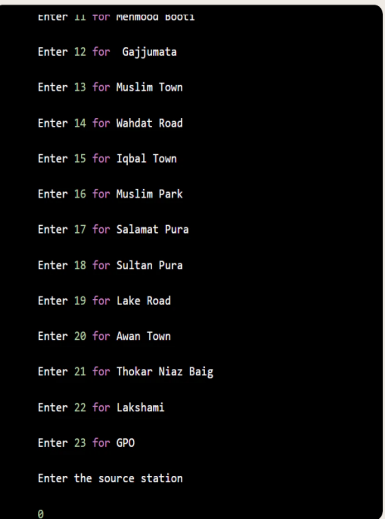 Enter 11 for Mehmood Booti
Enter 12 for Gajjumata
Enter 13 for Muslim Town
Enter 14 for Wahdat Road
Enter 15 for Iqbal Town
Enter 16 for Muslim Park
Enter 17 for Salamat Pura
Enter 18 for Sultan Pura
Enter 19 for Lake Road
Enter 20 for Awan Town
Enter 21 for Thokar Niaz Baig
Enter 22 for Lakshami
Enter 23 for GPO
Enter the source station
0